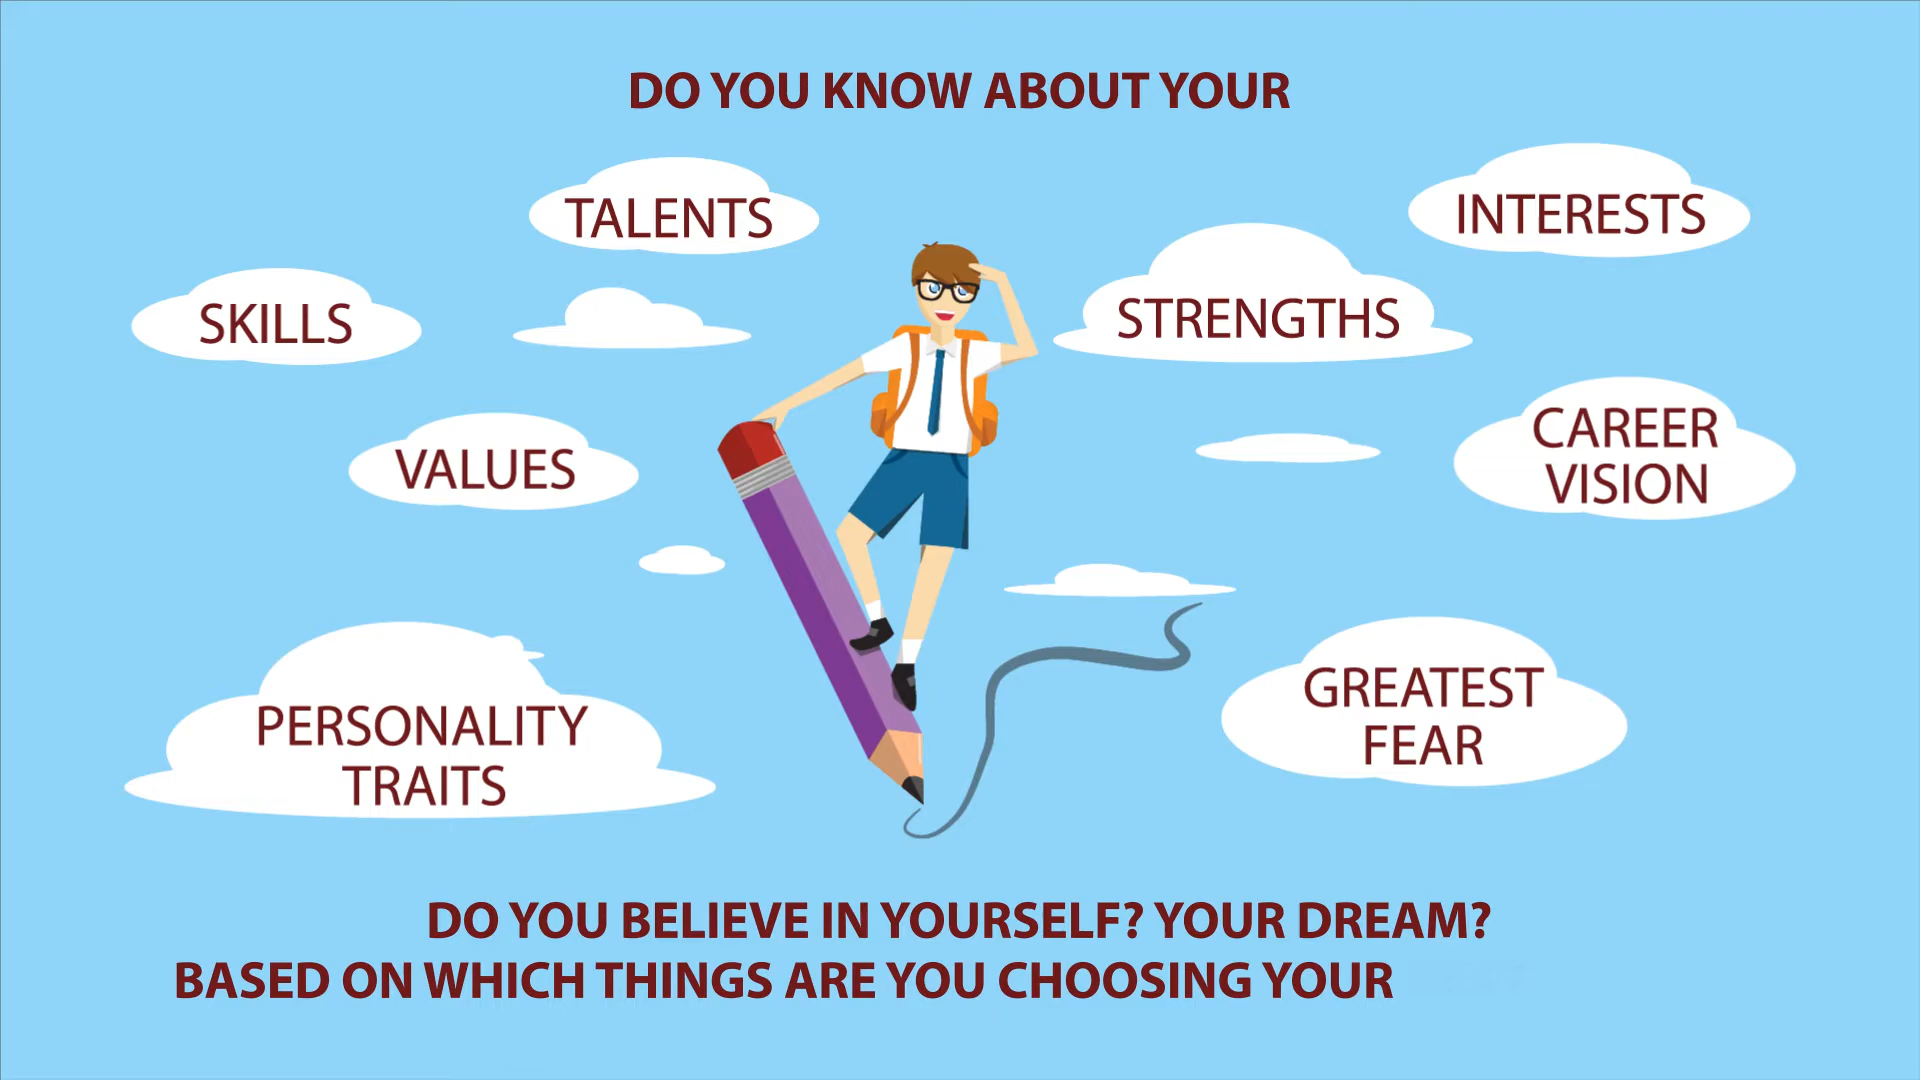 DO YOU KNOW ABOUT YOUR
TALENTS
INTERESTS
SKILLS
STRENGTHS
VALUES
CAREER
VISION
PERSONALITY
TRAITS
GREATEST
FEAR
DO YOU BELIEVE IN YOURSELF? YOUR DREAM?
BASED ON WHICH THINGS ARE YOU CHOOSING YOUR